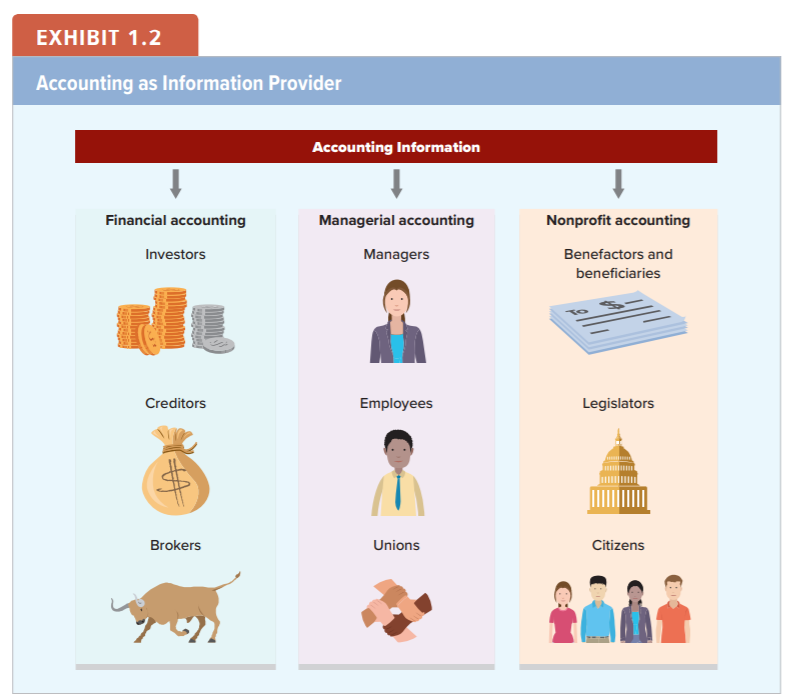 EXHIBIT 1.2
Accounting as Information Provider
Accounting Information
Financial accounting
Investors
Creditors
Brokers
Managerial accounting
Managers
Employees
Unions
Nonprofit accounting
Benefactors and
beneficiaries
To $
Legislators
Citizens